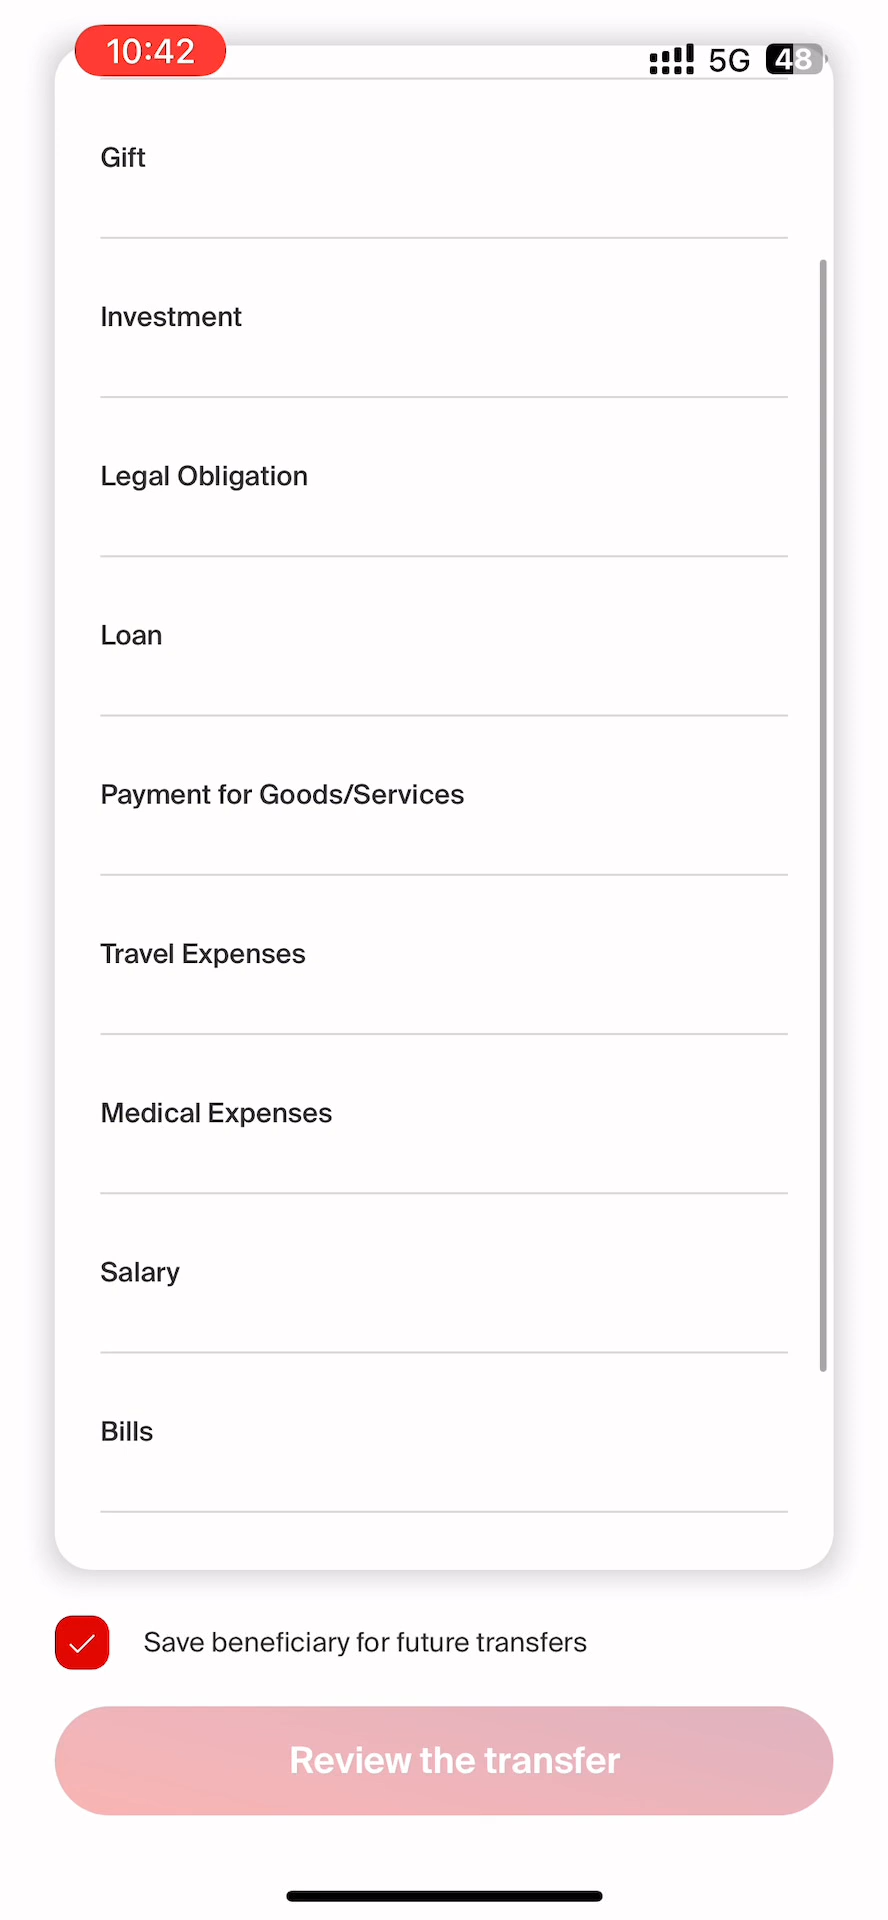 10:42
5G
48
Gift
Investment
Legal Obligation
Loan
Payment for Goods/Services
Travel Expenses
Medical Expenses
Salary
Bills
Save beneficiary for future transfers
Review the transfer